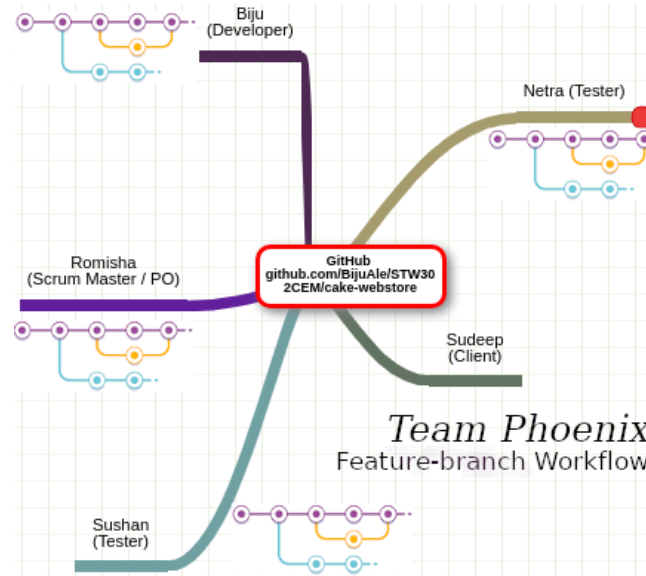 Biju
(Developer)
Netra (Tester)
GitHub
github.com/BijuAle/STW30
2CEM/cake-webstore
Romisha
(Scrum Master / PO)
Sudeep
(Client)
Team Phoenix
Feature-branch Workflow
Sushan
(Tester)